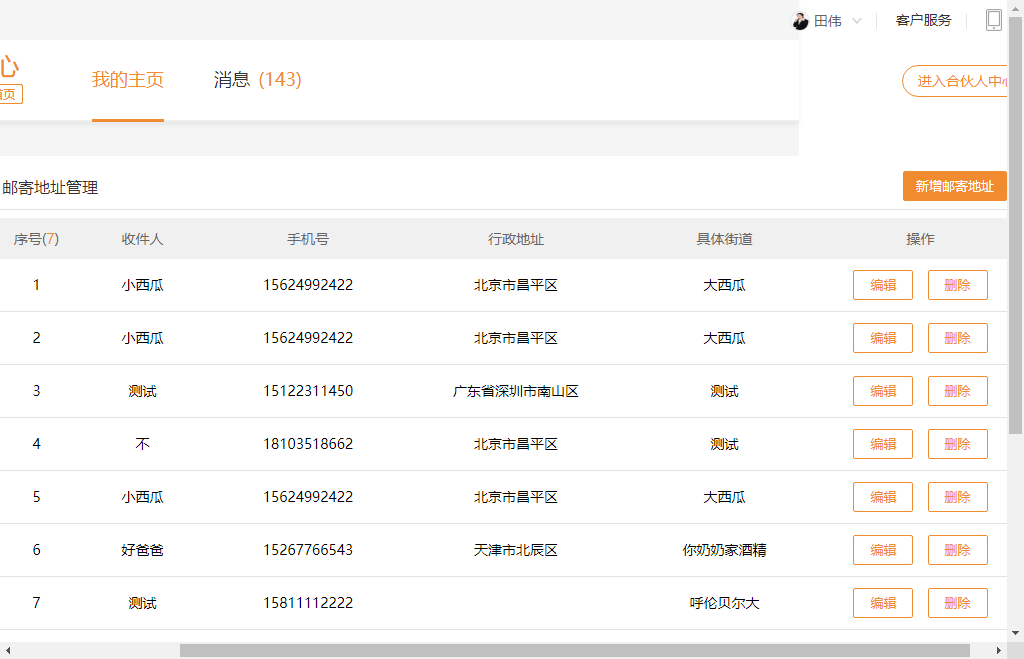 田伟 客户服务
心
我的主页 消息 (143)
首页
进入合伙人中心
邮寄地址管理 新增邮寄地址
序号(7) 收件人 手机号 行政地址 具体街道 操作
1 小西瓜 15624992422 北京市昌平区 大西瓜 编辑 删除
2 小西瓜 15624992422 北京市昌平区 大西瓜 编辑 删除
3 测试 15122311450 广东省深圳市南山区 测试 编辑 删除
4 不 18103518662 北京市昌平区 测试 编辑 删除
5 小西瓜 15624992422 北京市昌平区 大西瓜 编辑 删除
6 好爸爸 15267766543 天津市北辰区 你奶奶家酒精 编辑 删除
7 测试 15811112222 呼伦贝尔大 编辑 删除